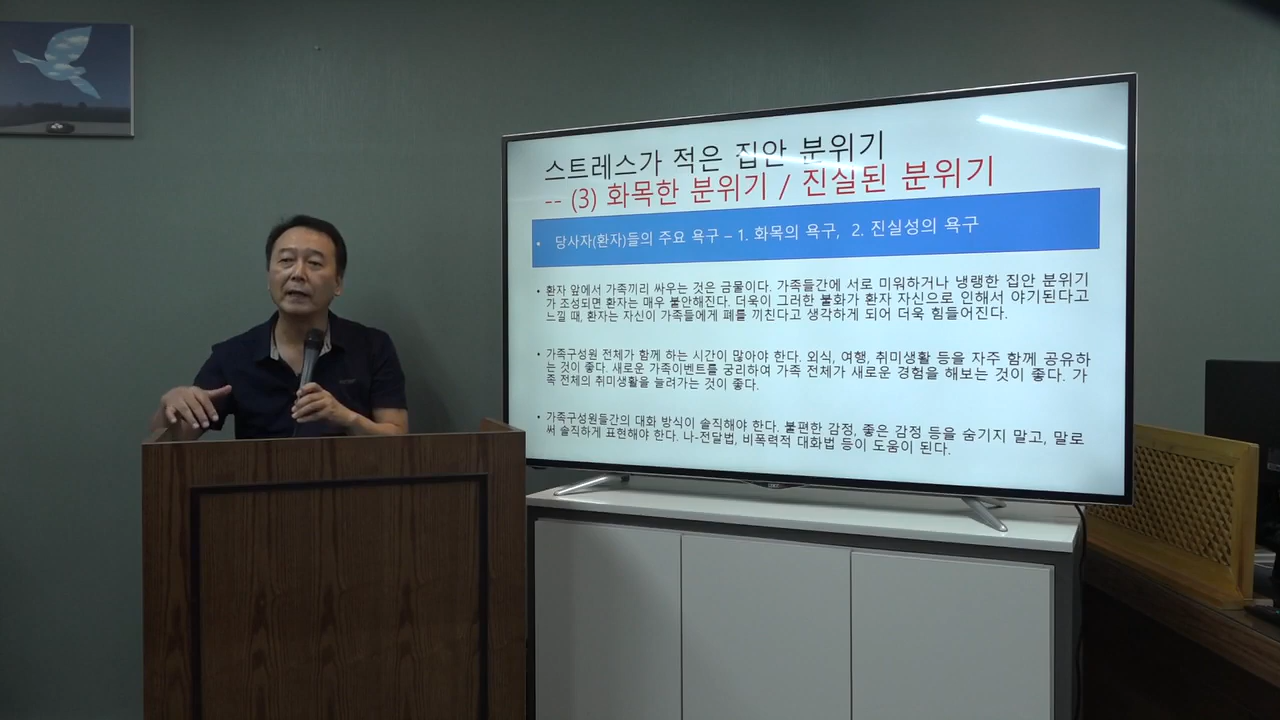 스트레스가 적은 집안 분위기
-- (3) 화목한 분위기 / 진실된 분위기
• 당사자(환자)들의 주요 욕구 – 1. 화목의 욕구, 2. 진실성의 욕구
• 환자 앞에서 가족끼리 싸우는 것은 금물이다. 가족들간에 서로 미워하거나 냉랭한 집안 분위기
가 조성되면 환자는 매우 불안해진다. 더욱이 그러한 불화가 환자 자신으로 인해서 야기된다고
느낄 때, 환자는 자신이 가족들에게 폐를 끼친다고 생각하게 되어 더욱 힘들어진다.
• 가족구성원 전체가 함께 하는 시간이 많아야 한다. 외식, 여행, 취미생활 등을 자주 함께 공유하
는 것이 좋다. 새로운 가족이벤트를 궁리하여 가족 전체가 새로운 경험을 해보는 것이 좋다. 가
족 전체의 취미생활을 늘려가는 것이 좋다.
• 가족구성원들간의 대화 방식이 솔직해야 한다. 불편한 감정, 좋은 감정 등을 숨기지 말고, 말로
써 솔직하게 표현해야 한다. 나-전달법, 비폭력적 대화법 등이 도움이 된다.